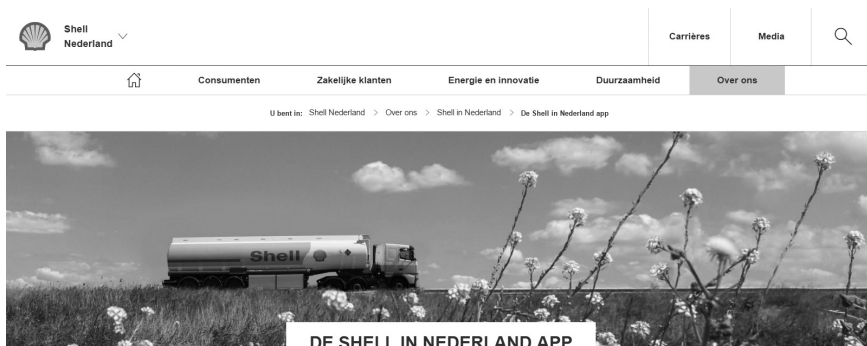 Shell
Nederland
Carrières
Media
Consumenten
Zakelijke klanten
Energie en innovatie
Duurzaamheid
Over ons
U bent in: Shell Nederland > Over ons > Shell in Nederland > De Shell in Nederland app
Shell
DE SHELL IN NEDERLAND APP